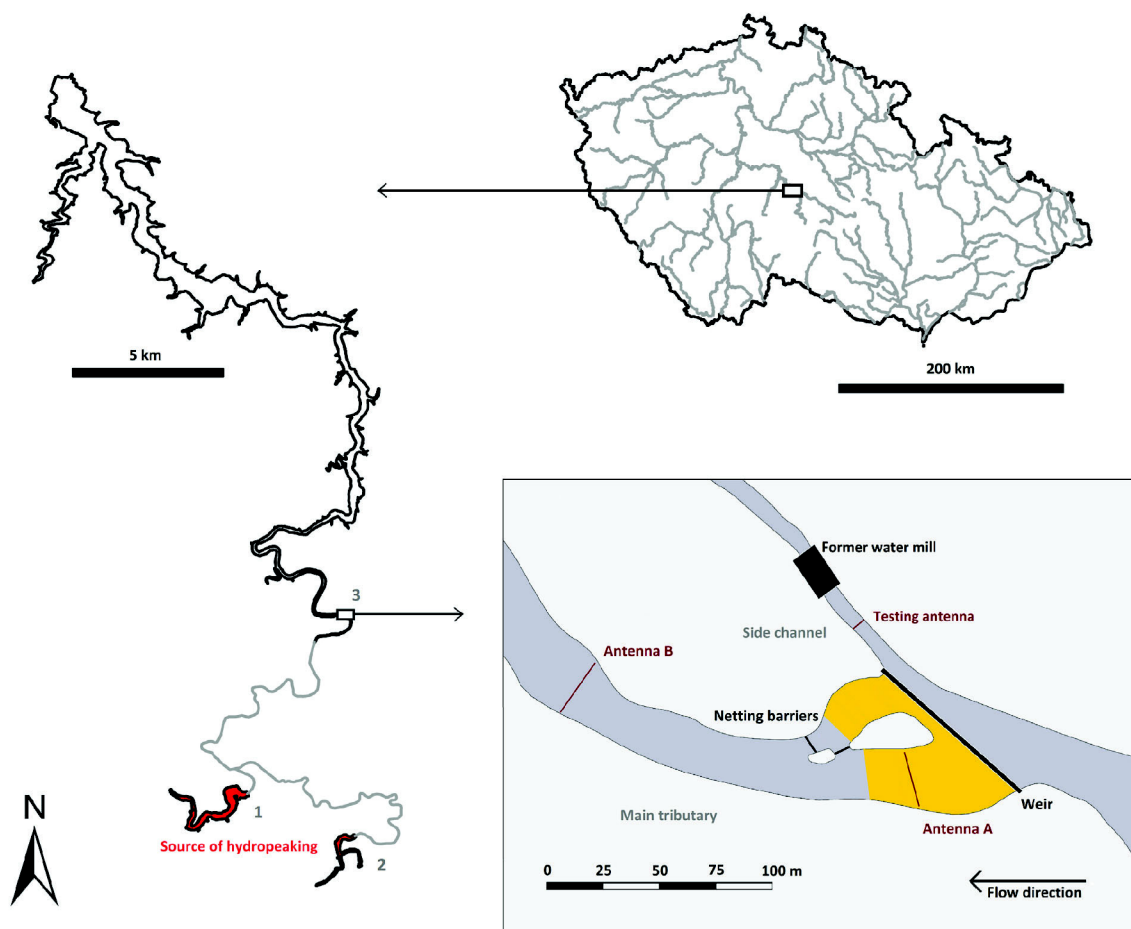 5 km
200 km
3
Former water mill
Testing antenna
Side channel
Antenna B
Netting barriers
Weir
Main tributary
Antenna A
1
Source of hydropeaking
2
N
0 25 50 75 100 m
Flow direction